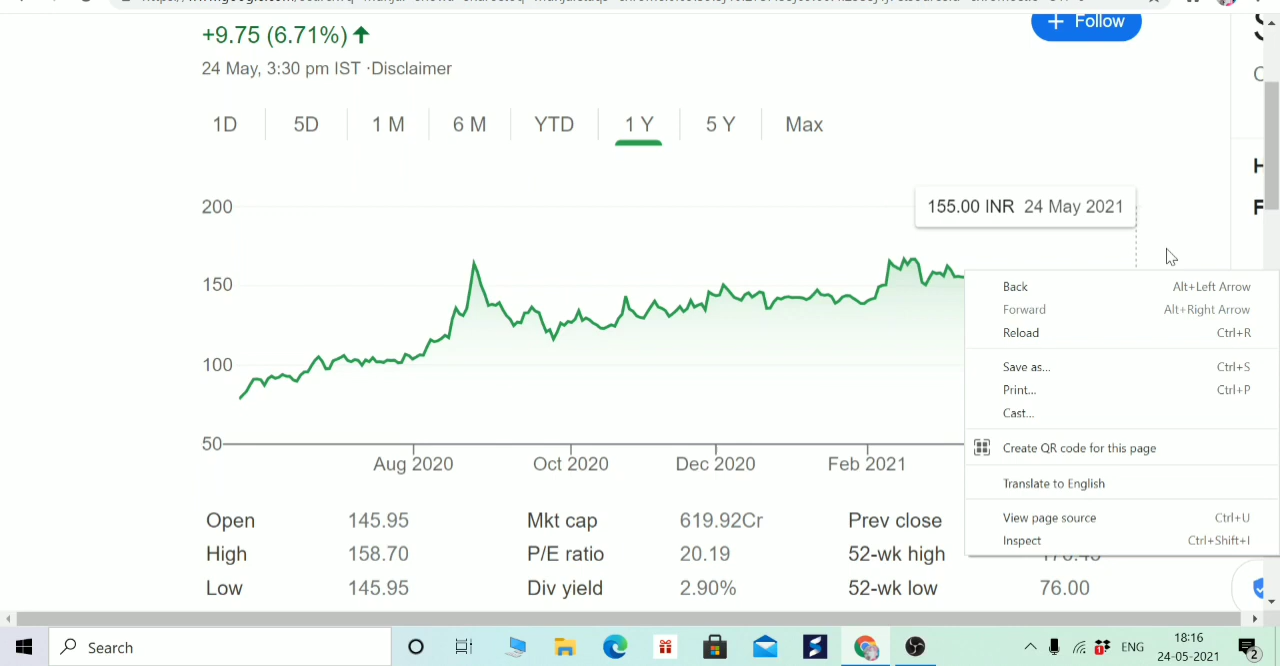 +9.75 (6.71%)
Follow
24 May, 3:30 pm IST ·Disclaimer
1D 5D 1 M 6 M YTD 1 Y 5 Y Max
200
155.00 INR 24 May 2021
150
100
50
Aug 2020 Oct 2020 Dec 2020 Feb 2021
Back Alt+Left Arrow
Forward Alt+Right Arrow
Reload Ctrl+R
Save as... Ctrl+S
Print... Ctrl+P
Cast...
Create QR code for this page
Translate to English
View page source Ctrl+U
Inspect Ctrl+Shift+I
Open 145.95 Mkt cap 619.92Cr Prev close
High 158.70 P/E ratio 20.19 52-wk high
Low 145.95 Div yield 2.90% 52-wk low 76.00
Search
ENG
18:16
24-05-2021
2